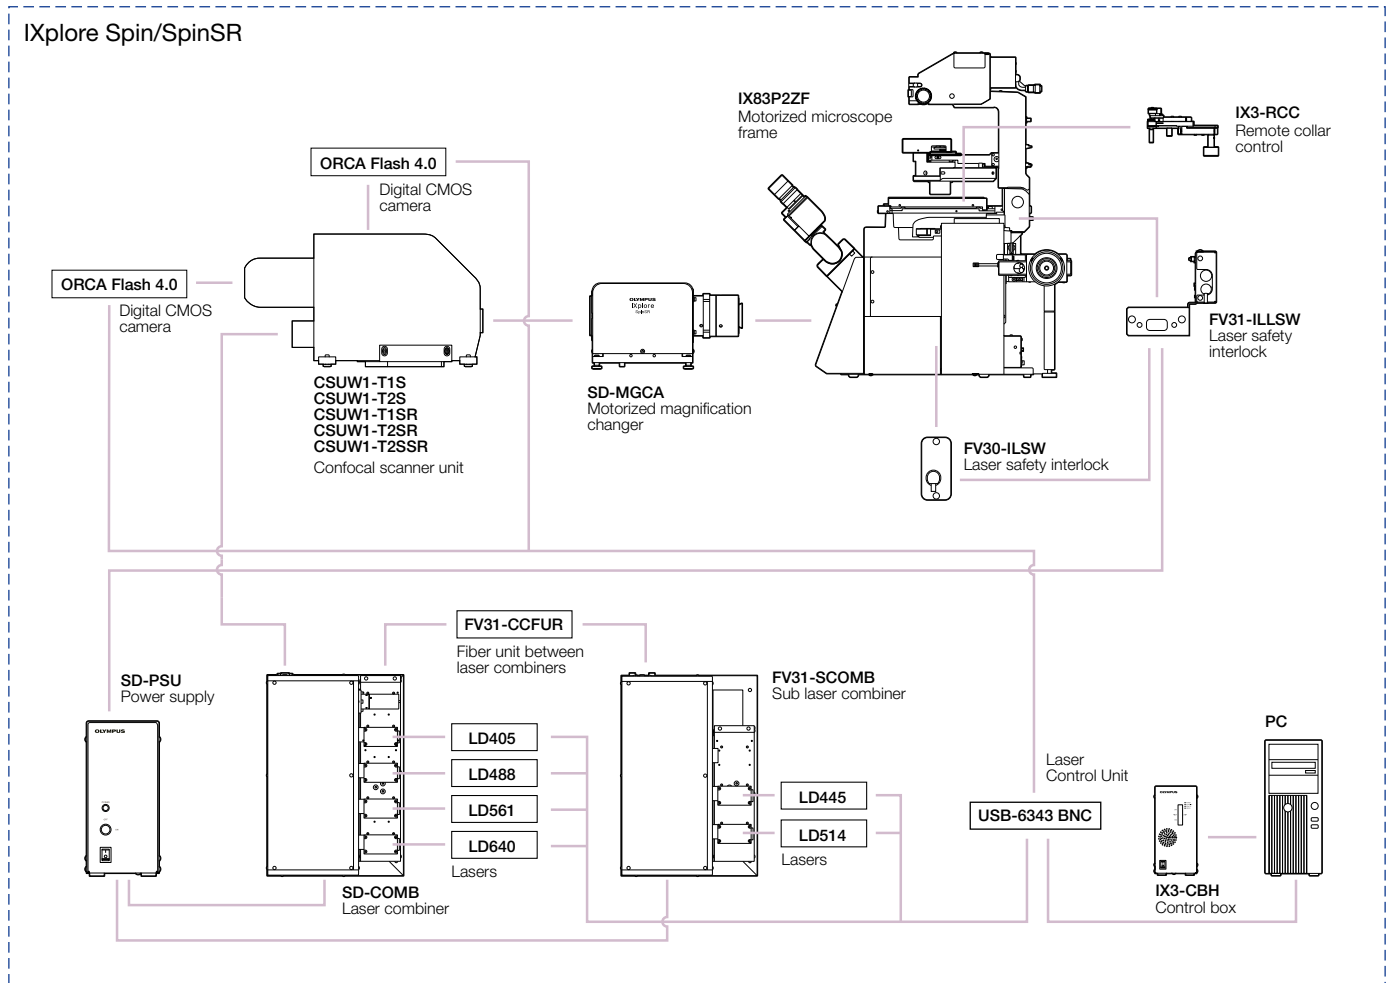 IXplore Spin/SpinSR
IX83P2ZF
Motorized microscope
frame
IX3-RCC
Remote collar
control
ORCA Flash 4.0
Digital CMOS
camera
ORCA Flash 4.0
Digital CMOS
camera
OLYMPUS
IXplore
SpinSR
FV31-ILLSW
Laser safety
interlock
CSUW1-T1S
CSUW1-T2S
CSUW1-T1SR
CSUW1-T2SR
CSUW1-T2SSR
Confocal scanner unit
SD-MGCA
Motorized magnification
changer
FV30-ILSW
Laser safety interlock
FV31-CCFUR
Fiber unit between
laser combiners
SD-PSU
Power supply
FV31-SCOMB
Sub laser combiner
OLYMPUS
LD405
LD488
LD561
LD640
Lasers
LD445
LD514
Lasers
Laser
Control Unit
USB-6343 BNC
PC
OLYMPUS
SD-COMB
Laser combiner
IX3-CBH
Control box